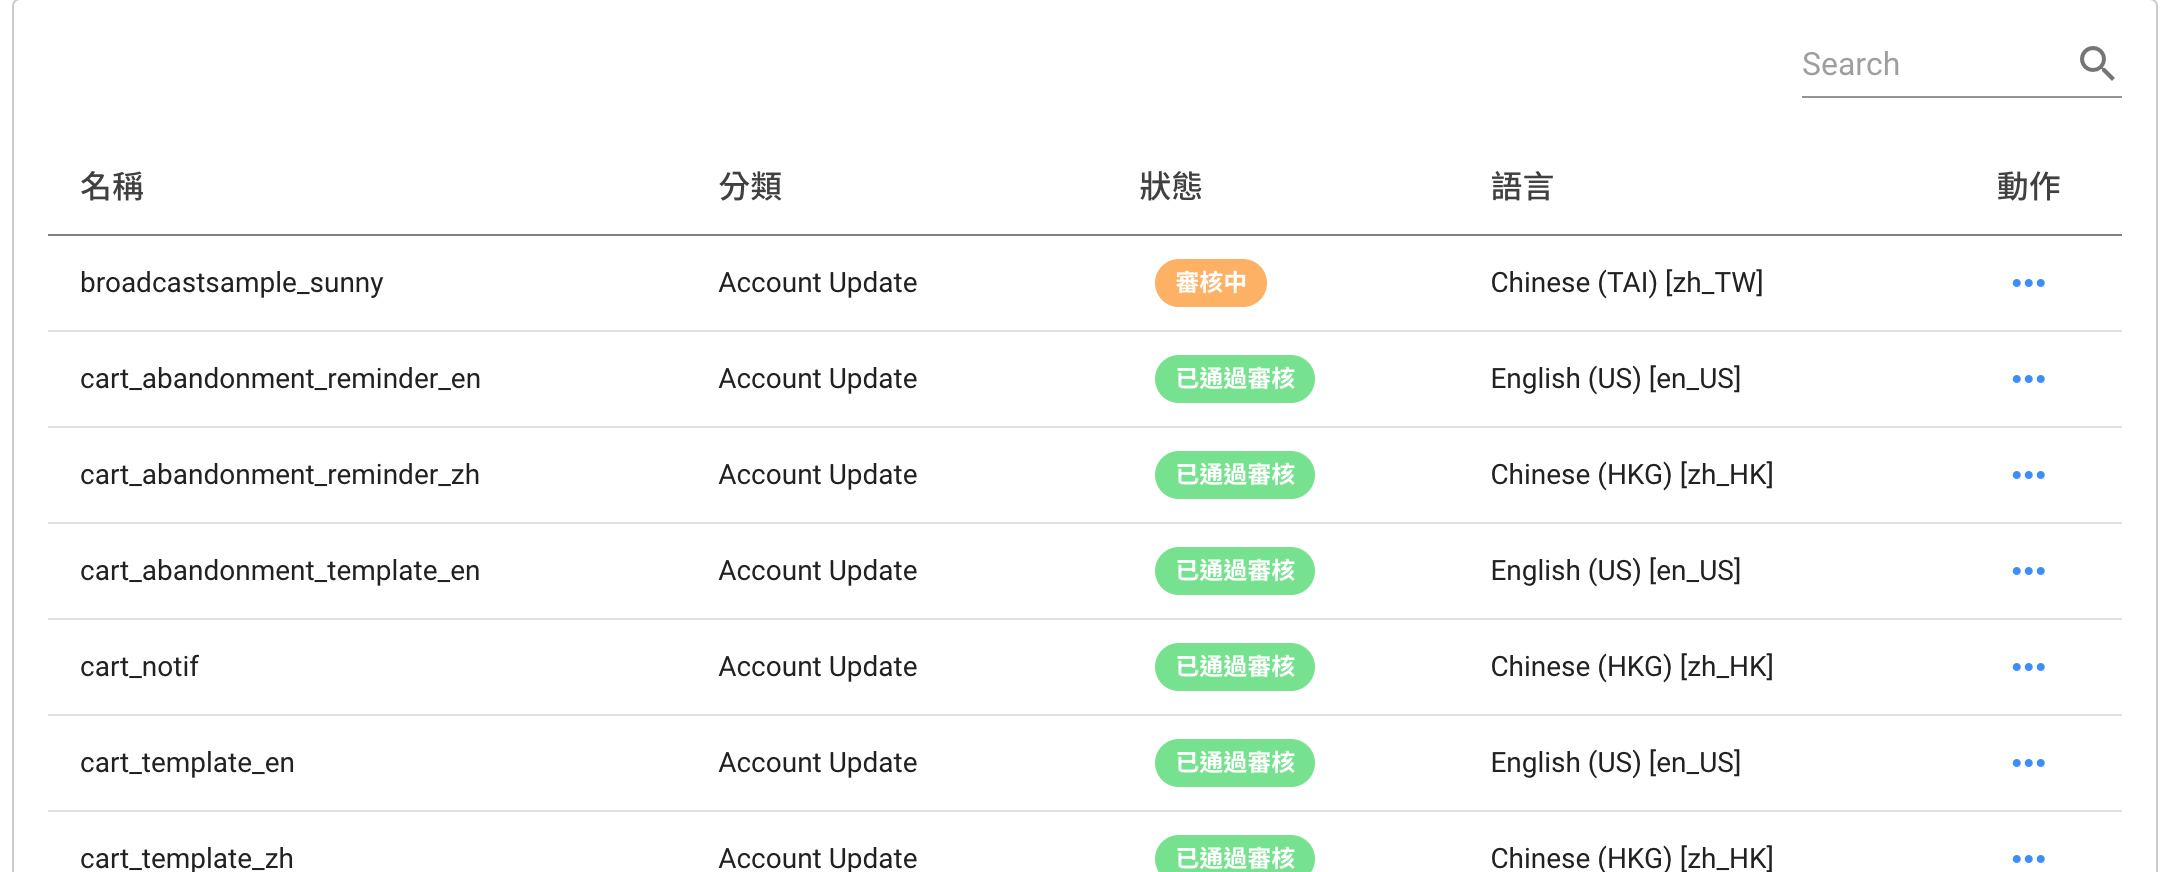 Search
名稱 分類 狀態 語言 動作
broadcastsample_sunny Account Update 審核中 Chinese (TAI) [zh_TW]
cart_abandonment_reminder_en Account Update 已通過審核 English (US) [en_US]
cart_abandonment_reminder_zh Account Update 已通過審核 Chinese (HKG) [zh_HK]
cart_abandonment_template_en Account Update 已通過審核 English (US) [en_US]
cart_notif Account Update 已通過審核 Chinese (HKG) [zh_HK]
cart_template_en Account Update 已通過審核 English (US) [en_US]
cart_template_zh Account Update 已通過審核 Chinese (HKG) [zh_HK]